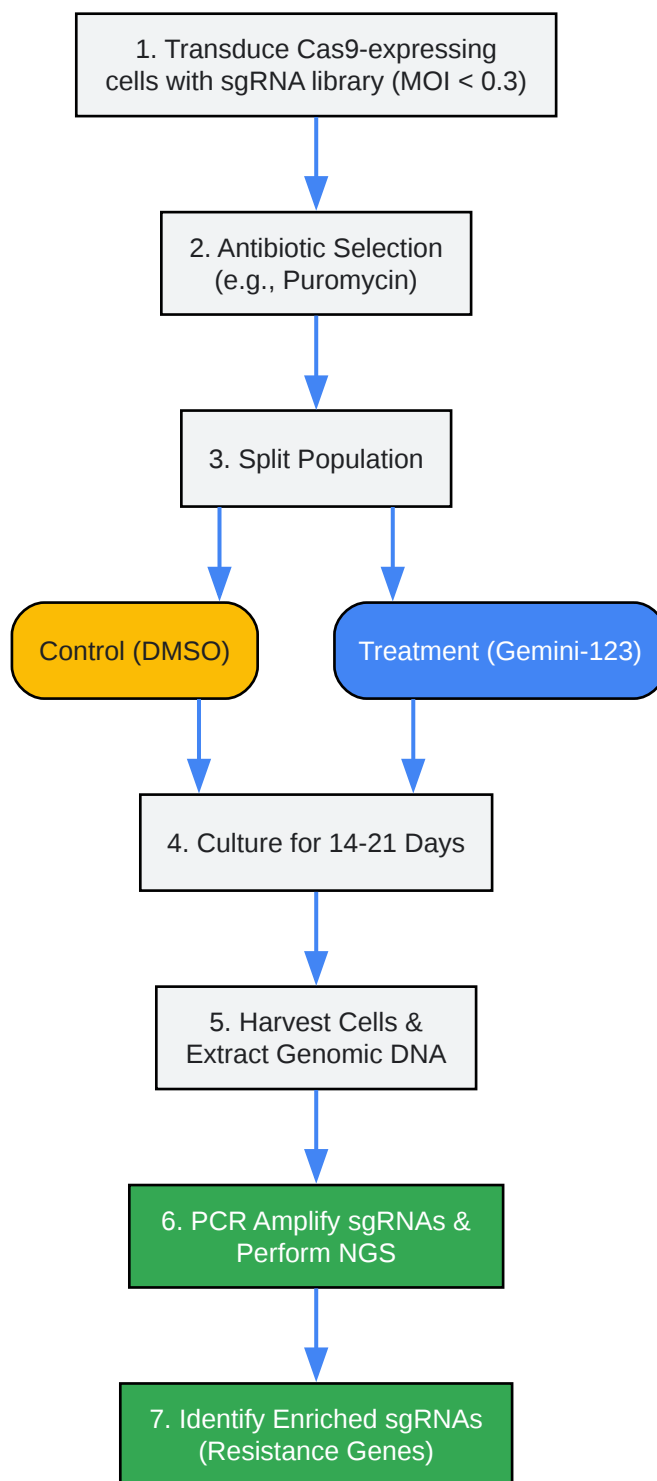 1. Transduce Cas9-expressing
cells with sgRNA library (MOI < 0.3)
2. Antibiotic Selection
(e.g., Puromycin)
3. Split Population
Control (DMSO)
Treatment (Gemini-123)
4. Culture for 14-21 Days
5. Harvest Cells &
Extract Genomic DNA
6. PCR Amplify sgRNAs &
Perform NGS
7. Identify Enriched sgRNAs
(Resistance Genes)